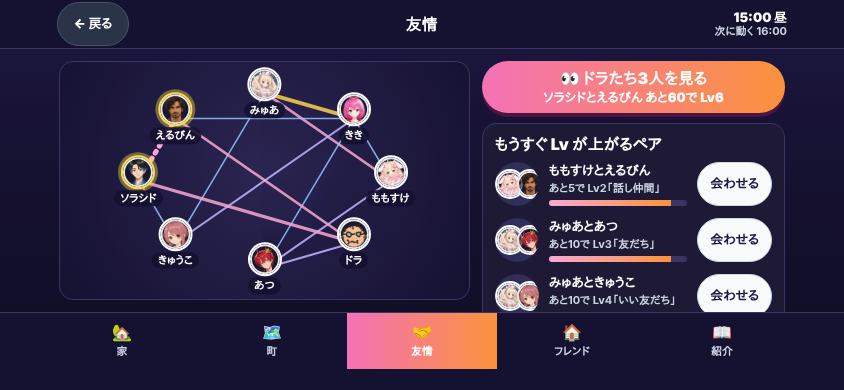 ← 戻る
友情
15:00 昼
次に動く 16:00
みゅあ
えるびん
きき
ソラシド
ももすけ
きゅうこ
ドラ
あつ
👀 ドラたち3人を見る
ソラシドとえるびん あと60で Lv6
もうすぐ Lv が上がるペア
ももすけとえるびん
あと5で Lv2「話し仲間」
会わせる
みゅあとあつ
あと10で Lv3「友だち」
会わせる
みゅあときゅうこ
あと10で Lv4「いい友だち」
会わせる
家
町
友情
フレンド
紹介